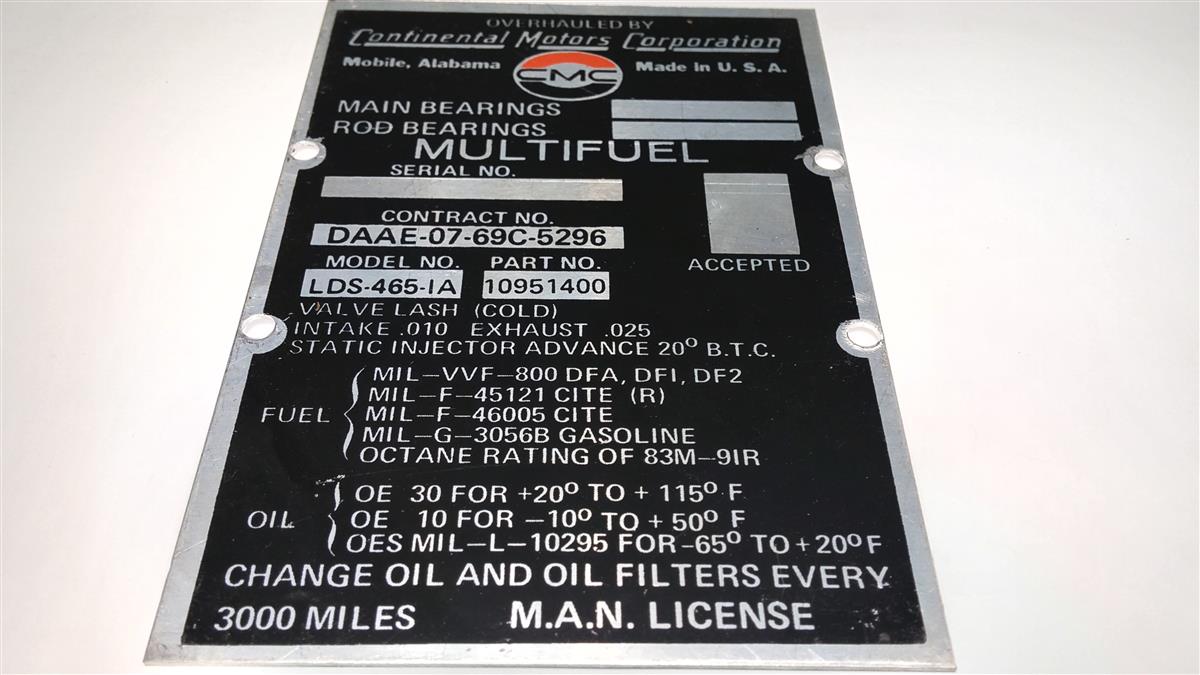 OVERHAULED BY
Continental Motors Corporation
Mobile, Alabama CMC Made in U. S. A.
MAIN BEARINGS
ROD BEARINGS
MULTIFUEL
SERIAL NO.
CONTRACT NO.
DAAE-07-69C-5296
MODEL NO. PART NO.
ACCEPTED
LDS-465-IA 10951400
VALVE LASH (COLD)
INTAKE .010 EXHAUST .025
STATIC INJECTOR ADVANCE 20° B.T.C.
FUEL
MIL-VVF-800 DFA, DFI, DF2
MIL-F-45121 CITE (R)
MIL-F-46005 CITE
MIL-G-3056B GASOLINE
OCTANE RATING OF 83M-9IR
OIL
OE 30 FOR +20° TO + 115° F
OE 10 FOR -10° TO + 50° F
OES MIL-L-10295 FOR -65° TO +20° F
CHANGE OIL AND OIL FILTERS EVERY
3000 MILES M.A.N. LICENSE